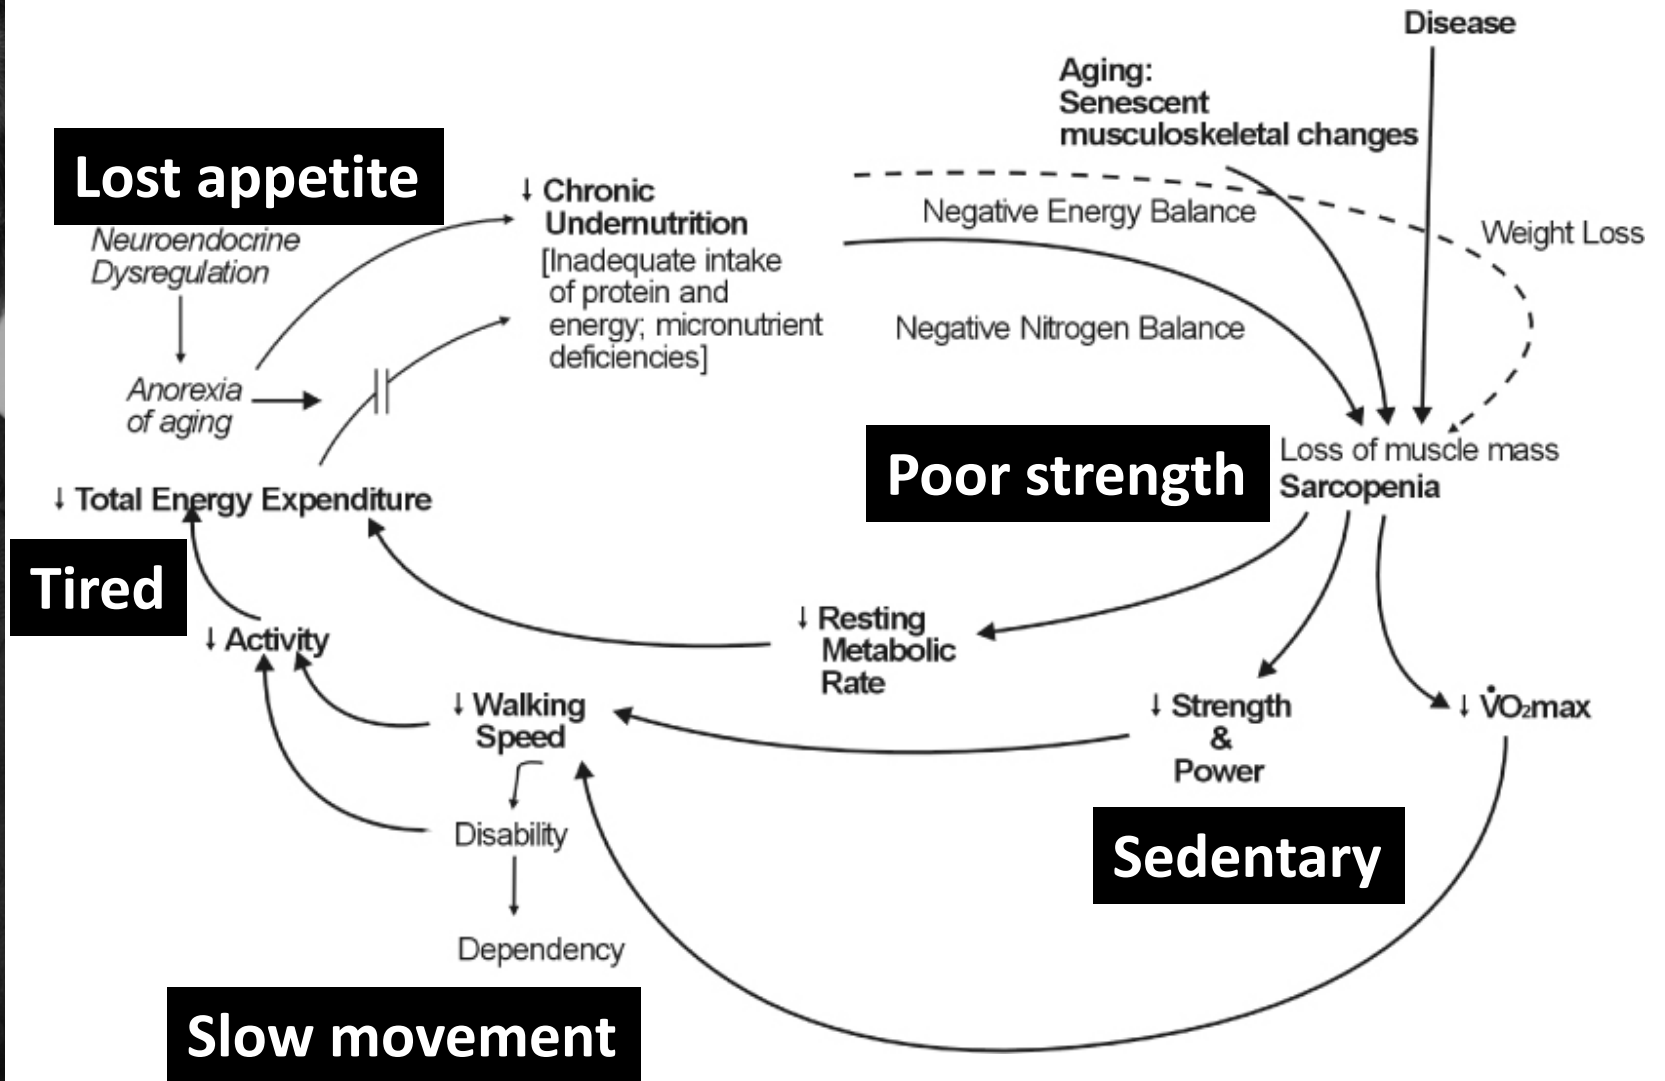 Disease
Aging:
Senescent
musculoskeletal changes
Lost appetite
Neuroendocrine
Dysregulation
↓ Chronic
Undernutrition
[Inadequate intake
of protein and
energy; micronutrient
deficiencies]
Negative Energy Balance
Weight Loss
Negative Nitrogen Balance
Anorexia
of aging
Poor strength
Loss of muscle mass
Sarcopenia
↓ Total Energy Expenditure
Tired
↓ Activity
↓ Resting
Metabolic
Rate
↓ Walking
Speed
↓ Strength
&
Power
↓ V̇O₂max
Disability
Sedentary
Dependency
Slow movement